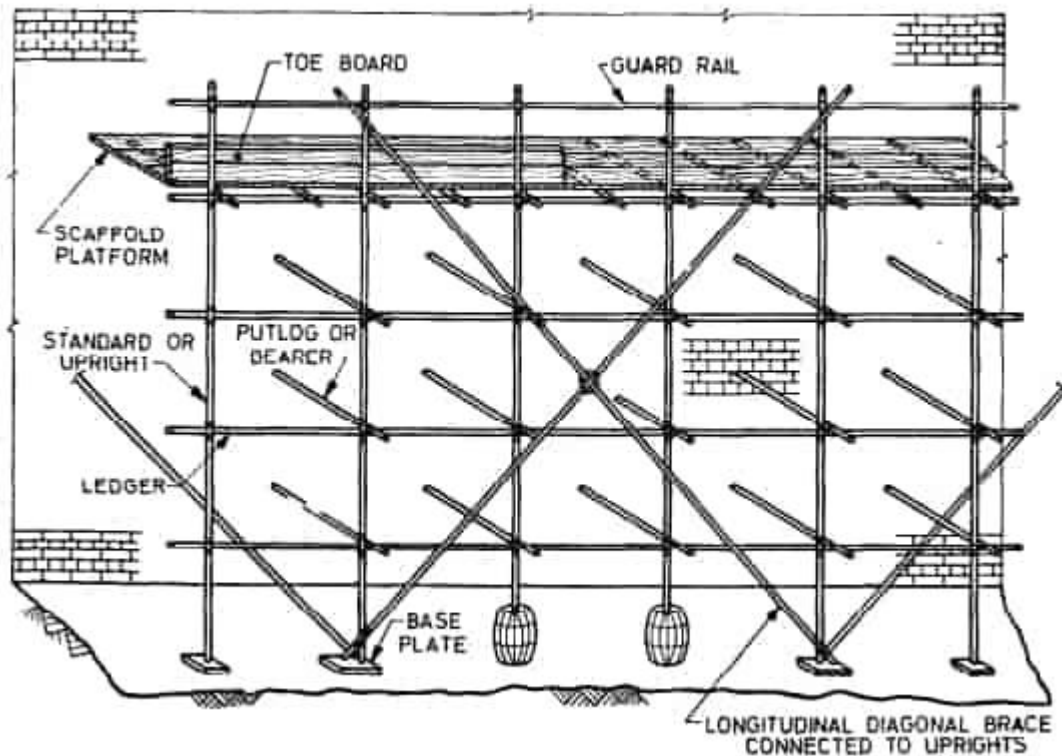 TOE BOARD
GUARD RAIL
SCAFFOLD
PLATFORM
STANDARD OR
UPRIGHT
PUTLOG OR
BEARER
LEDGER
BASE
PLATE
LONGITUDINAL DIAGONAL BRACE
CONNECTED TO UPRIGHTS